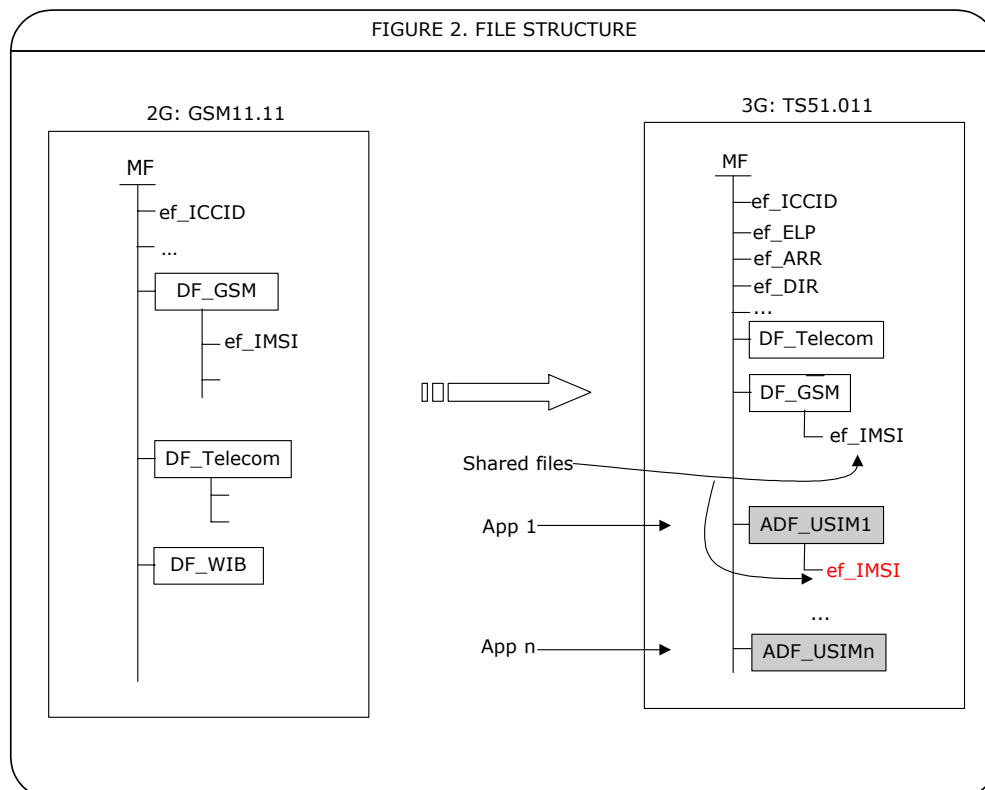 FIGURE 2. FILE STRUCTURE
2G: GSM11.11
MF
ef_ICCID
...
DF_GSM
ef_IMSI
DF_Telecom
DF_WIB
3G: TS51.011
MF
ef_ICCID
ef_ELP
ef_ARR
ef_DIR
...
DF_Telecom
DF_GSM
ef_IMSI
Shared files
App 1
ADF_USIM1
ef_IMSI
...
App n
ADF_USIMn